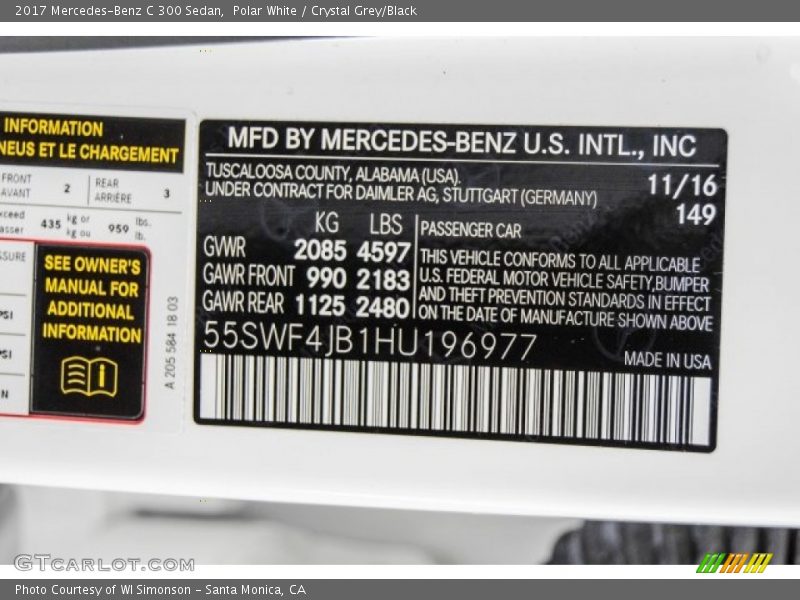 2017 Mercedes-Benz C 300 Sedan,  Polar White / Crystal Grey/Black
INFORMATION
NEUS ET LE CHARGEMENT
FRONT
AVANT
2
REAR
ARRIÈRE
3
435
kg or
kg ou
959
lbs.
lb.
SEE OWNER'S
MANUAL FOR
ADDITIONAL
INFORMATION
A 205 584 18 03
MFD BY MERCEDES-BENZ U.S. INTL., INC
TUSCALOOSA COUNTY, ALABAMA (USA).
UNDER CONTRACT FOR DAIMLER AG, STUTTGART (GERMANY)
11/16
149
KG LBS
GVWR 2085 4597
GAWR FRONT 990 2183
GAWR REAR 1125 2480
PASSENGER CAR
THIS VEHICLE CONFORMS TO ALL APPLICABLE
U.S. FEDERAL MOTOR VEHICLE SAFETY,BUMPER
AND THEFT PREVENTION STANDARDS IN EFFECT
ON THE DATE OF MANUFACTURE SHOWN ABOVE
55SWF4JB1HU196977
MADE IN USA
GTCARLOT.COM
Photo Courtesy of WI Simonson - Santa Monica, CA